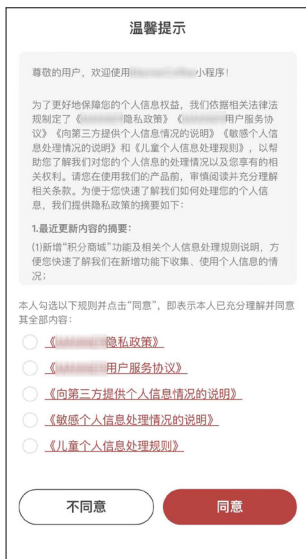 温馨提示
尊敬的用户，欢迎使用小程序！
为了更好地保障您的个人信息权益，我们依据相关法律法
规制定了《隐私政策》《用户服务协
议》《向第三方提供个人信息情况的说明》《敏感个人信
息处理情况的说明》和《儿童个人信息处理规则》，以帮
助您了解我们对您的个人信息的处理情况以及您享有的相
关权利。请您在使用我们的产品前，审慎阅读并充分理解
相关条款。为便于您快速了解我们如何处理您的个人信
息，我们提供隐私政策的摘要如下：
1.最近更新内容的摘要：
(1)新增“积分商城”功能及相关个人信息处理规则说明，方
便您快速了解我们在新增功能下收集、使用个人信息的情
况；
本人勾选以下规则并点击“同意”，即表示本人已充分理解并同意
其全部内容：
《隐私政策》
《用户服务协议》
《向第三方提供个人信息情况的说明》
《敏感个人信息处理情况的说明》
《儿童个人信息处理规则》
不同意 同意